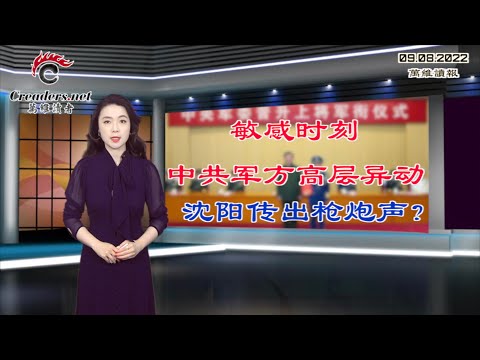 Creaders.net
萬維讀者
09:08:2022
萬維讀報
敏感时刻
中共军方高层异动
沈阳传出枪炮声?